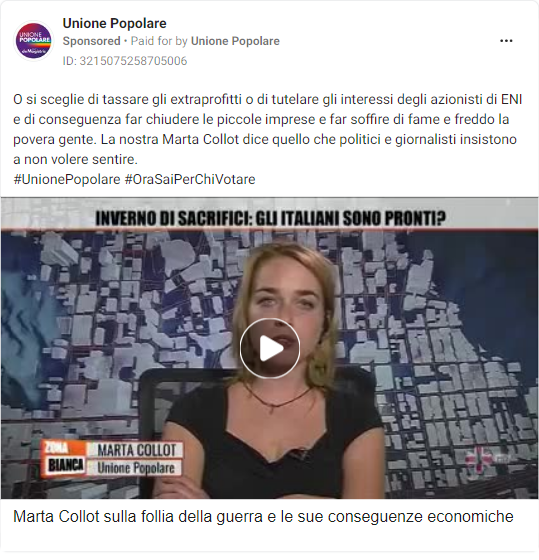 Unione Popolare
Sponsored • Paid for by Unione Popolare
ID: 3215075258705006
UNIONE
POPOLARE
O si sceglie di tassare gli extraprofitti o di tutelare gli interessi degli azionisti di ENI
e di conseguenza far chiudere le piccole imprese e far soffire di fame e freddo la
povera gente. La nostra Marta Collot dice quello che politici e giornalisti insistono
a non volere sentire.
#UnionePopolare #OraSaiPerChiVotare
INVERNO DI SACRIFICI: GLI ITALIANI SONO PRONTI?
ZONA
BIANCA
MARTA COLLOT
Unione Popolare
Marta Collot sulla follia della guerra e le sue conseguenze economiche